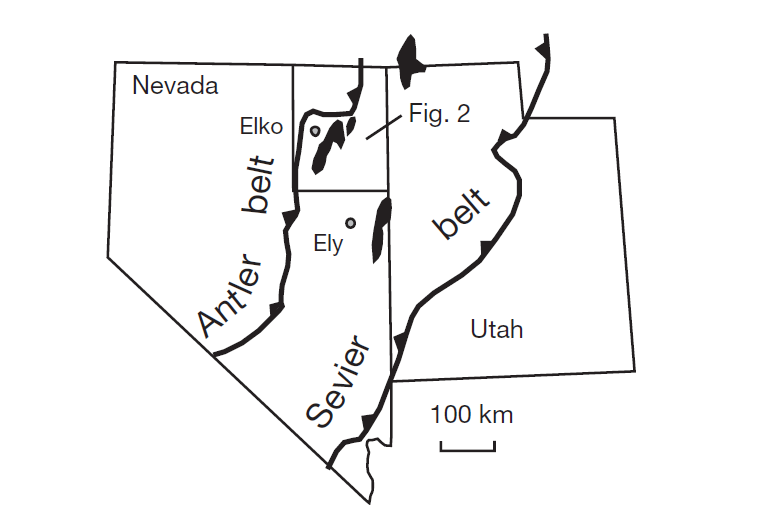 Nevada
Fig. 2
Elko
Antler belt
Ely
Sevier belt
Utah
100 km